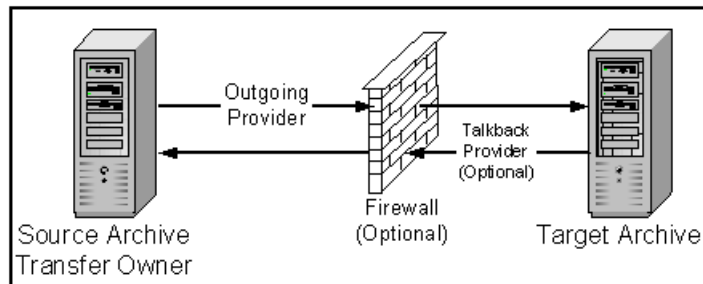 Outgoing
Provider
Talkback
Provider
(Optional)
Firewall
(Optional)
Source Archive
Transfer Owner
Target Archive